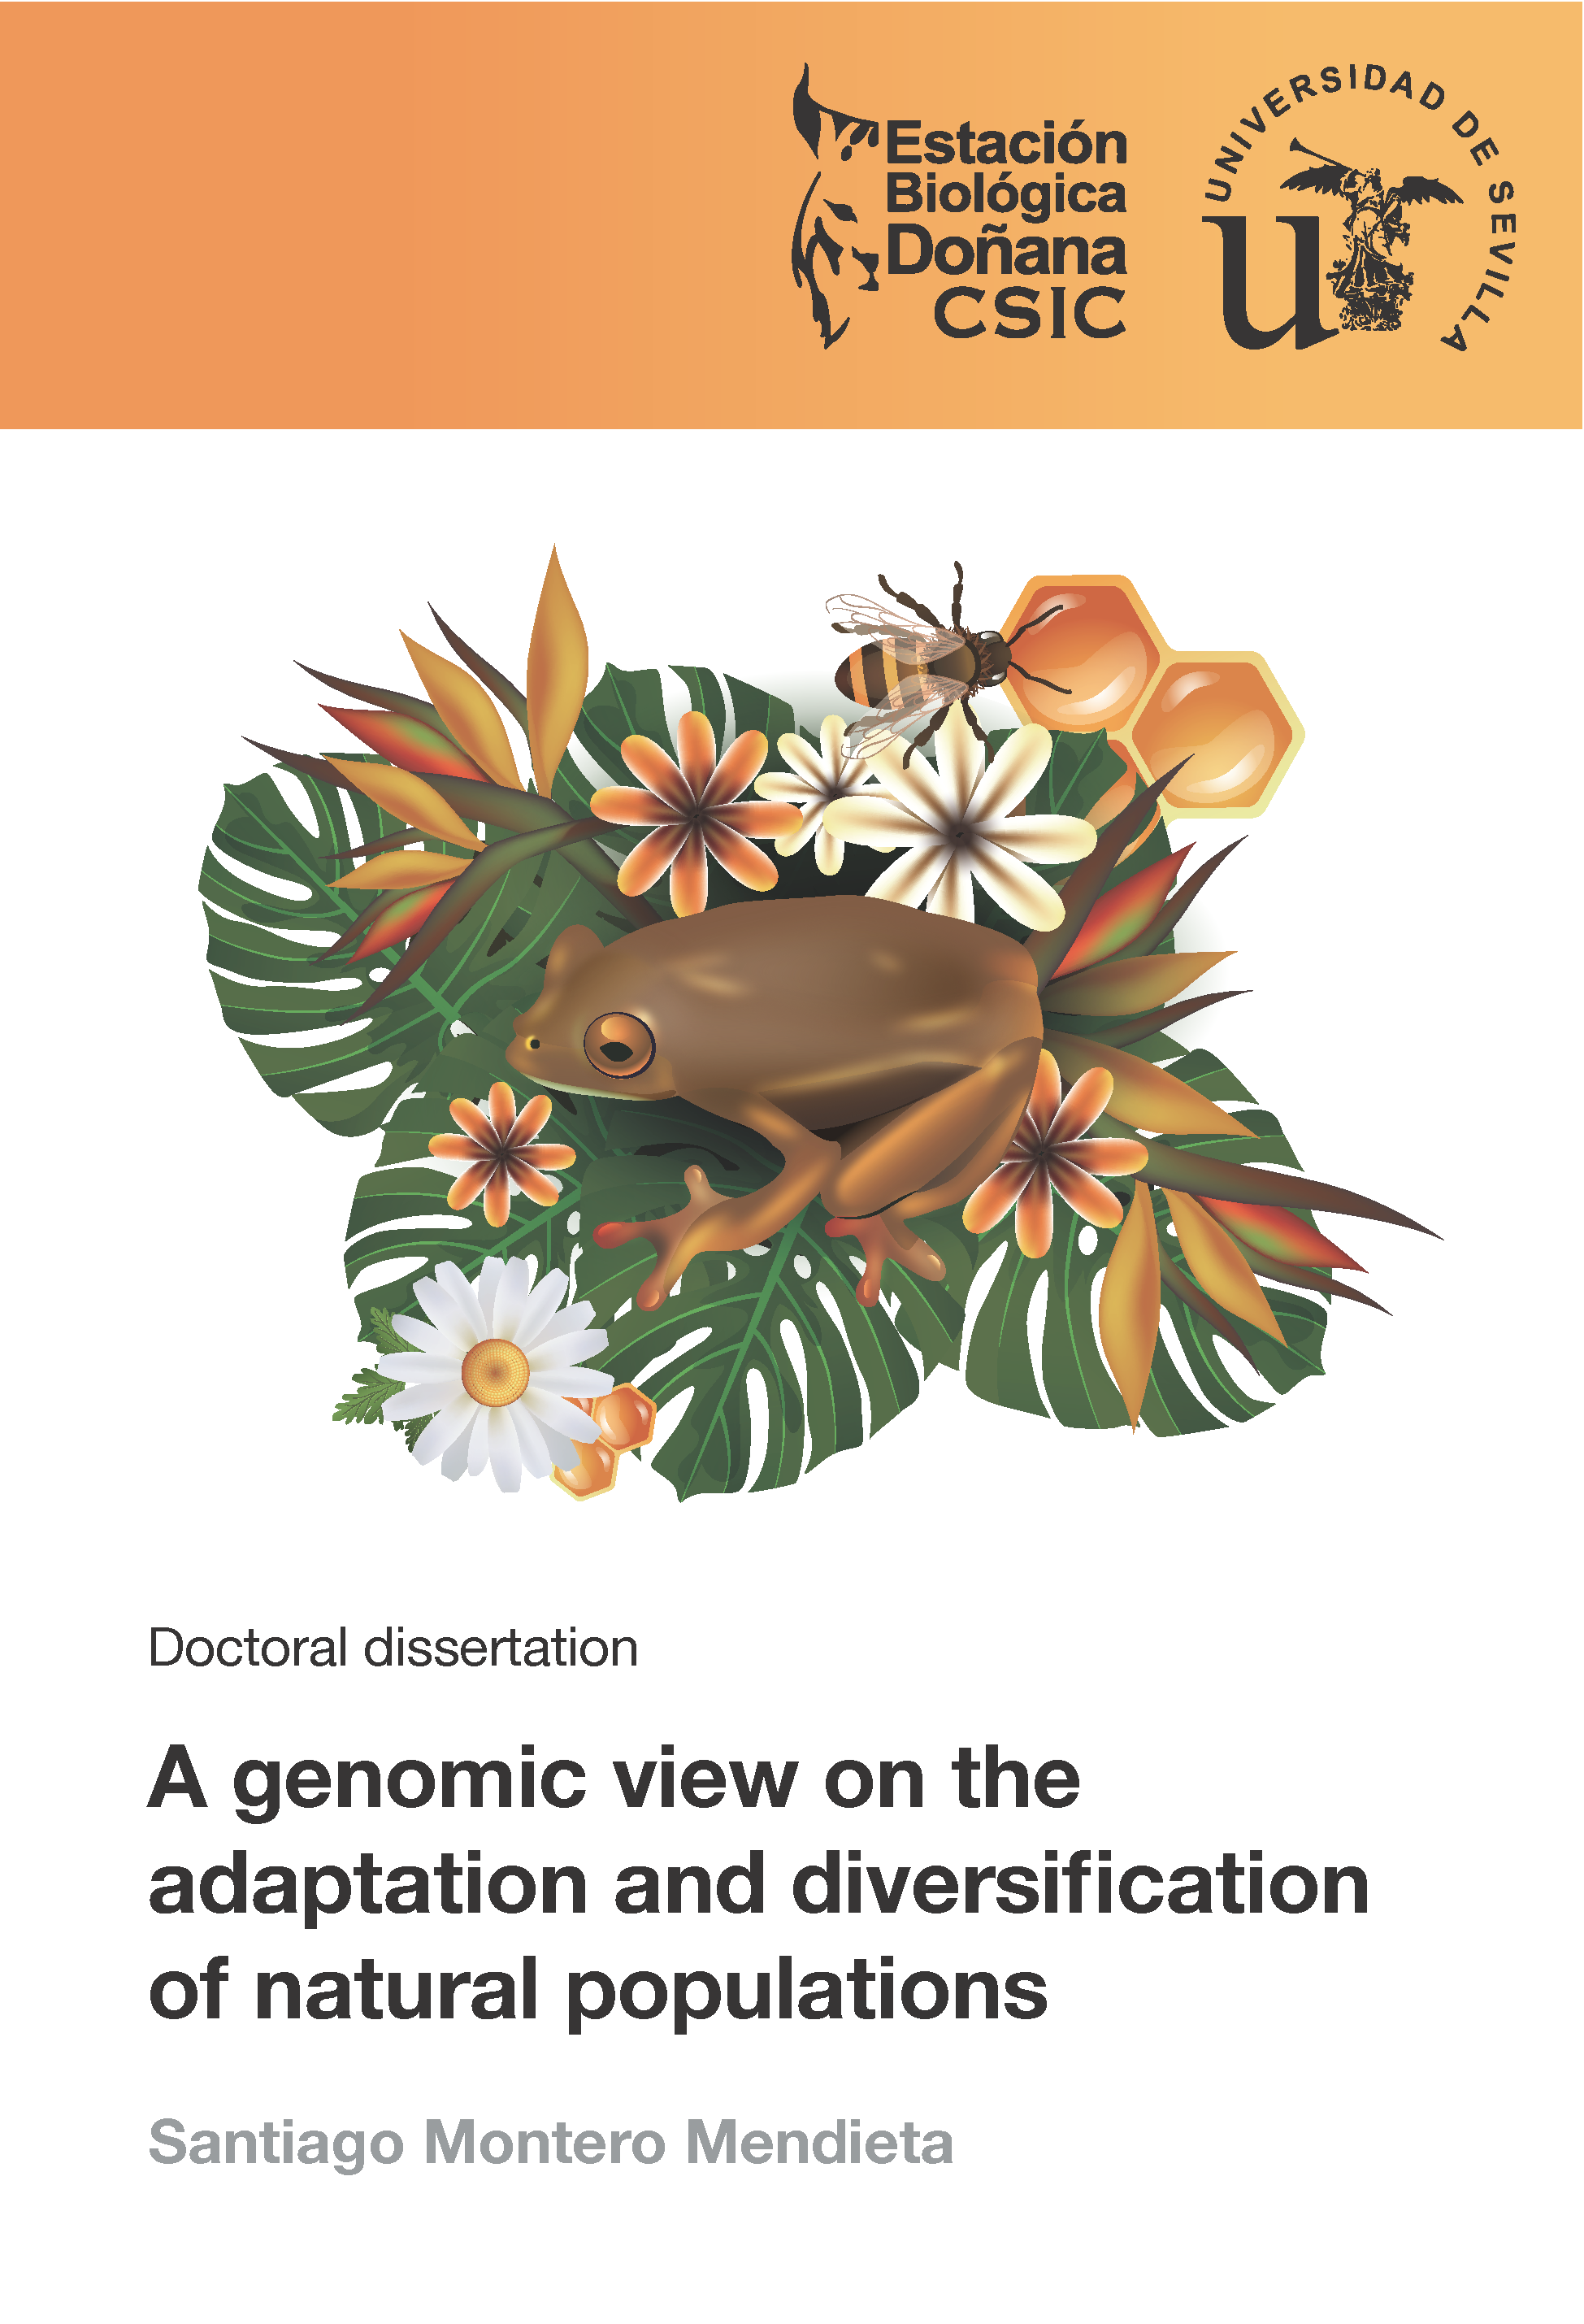 Estación
Biológica
Doñana
CSIC
UNIVERSIDAD DE SEVILLA
u
Doctoral dissertation
A genomic view on the
adaptation and diversification
of natural populations
Santiago Montero Mendieta